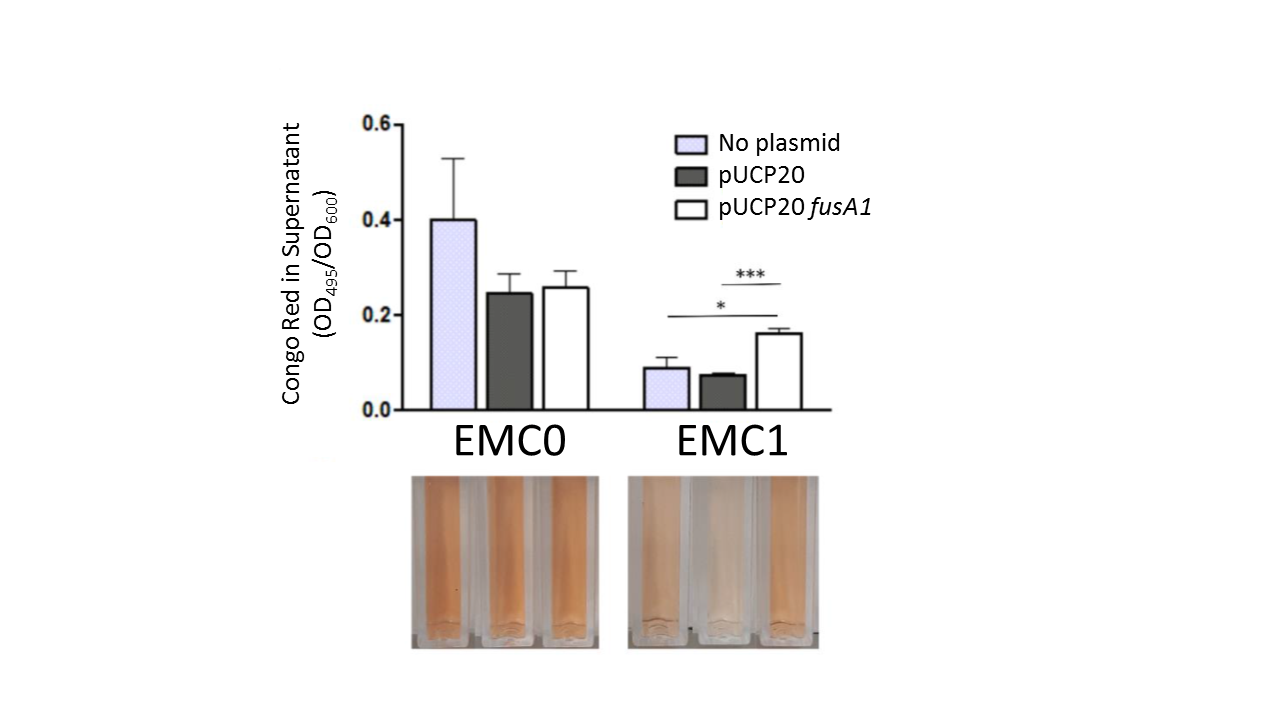 Congo Red in Supernatant
(OD495/OD600)
0.6
0.4
0.2
0.0
No plasmid
pUCP20
pUCP20 fusA1
***
*
EMC0
EMC1